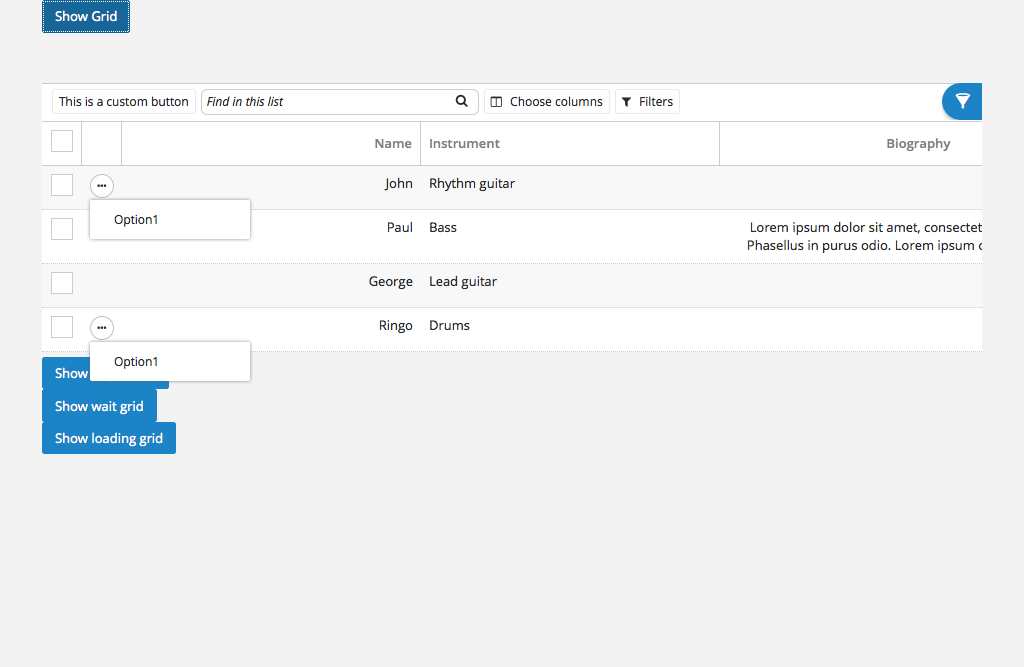 Show Grid
This is a custom button Find in this list Choose columns Filters
Name Instrument Biography
John Rhythm guitar
Option1
Paul Bass Lorem ipsum dolor sit amet, consectet
Phasellus in purus odio. Lorem ipsum
George Lead guitar
Ringo Drums
Option1
Show
Show wait grid
Show loading grid